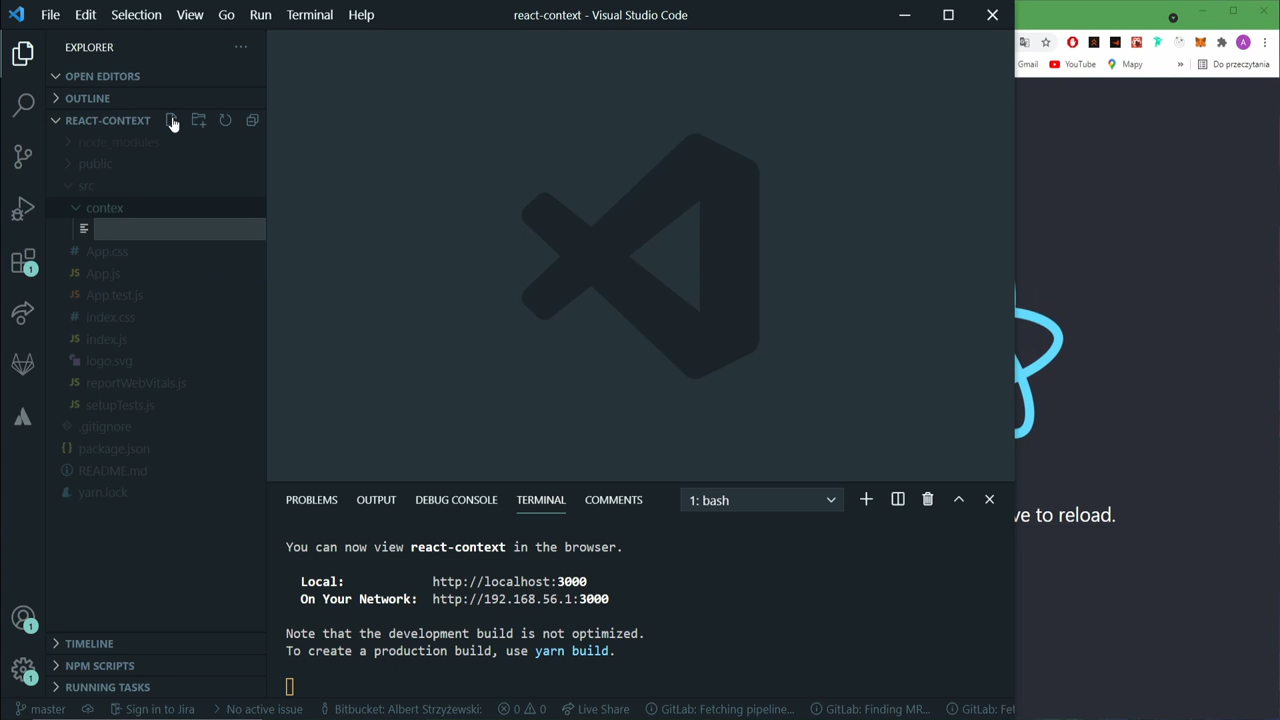 File Edit Selection View Go Run Terminal Help
react-context - Visual Studio Code
EXPLORER
OPEN EDITORS
OUTLINE
REACT-CONTEXT
node_modules
public
src
contex
App.css
App.js
App.test.js
index.css
index.js
logo.svg
reportWebVitals.js
setupTests.js
.gitignore
package.json
README.md
yarn.lock
TIMELINE
NPM SCRIPTS
RUNNING TASKS
PROBLEMS OUTPUT DEBUG CONSOLE TERMINAL COMMENTS 1: bash
You can now view react-context in the browser.
Local: http://localhost:3000
On Your Network: http://192.168.56.1:3000
Note that the development build is not optimized.
To create a production build, use yarn build.
master Sign in to Jira No active issue Bitbucket: Albert Strzyżewski: 0 0 Live Share GitLab: Fetching pipeline... GitLab: Finding MR... GitLab: Fet
Gmail YouTube Mapy » Do przeczytania
A
ve to reload.
1
1
1